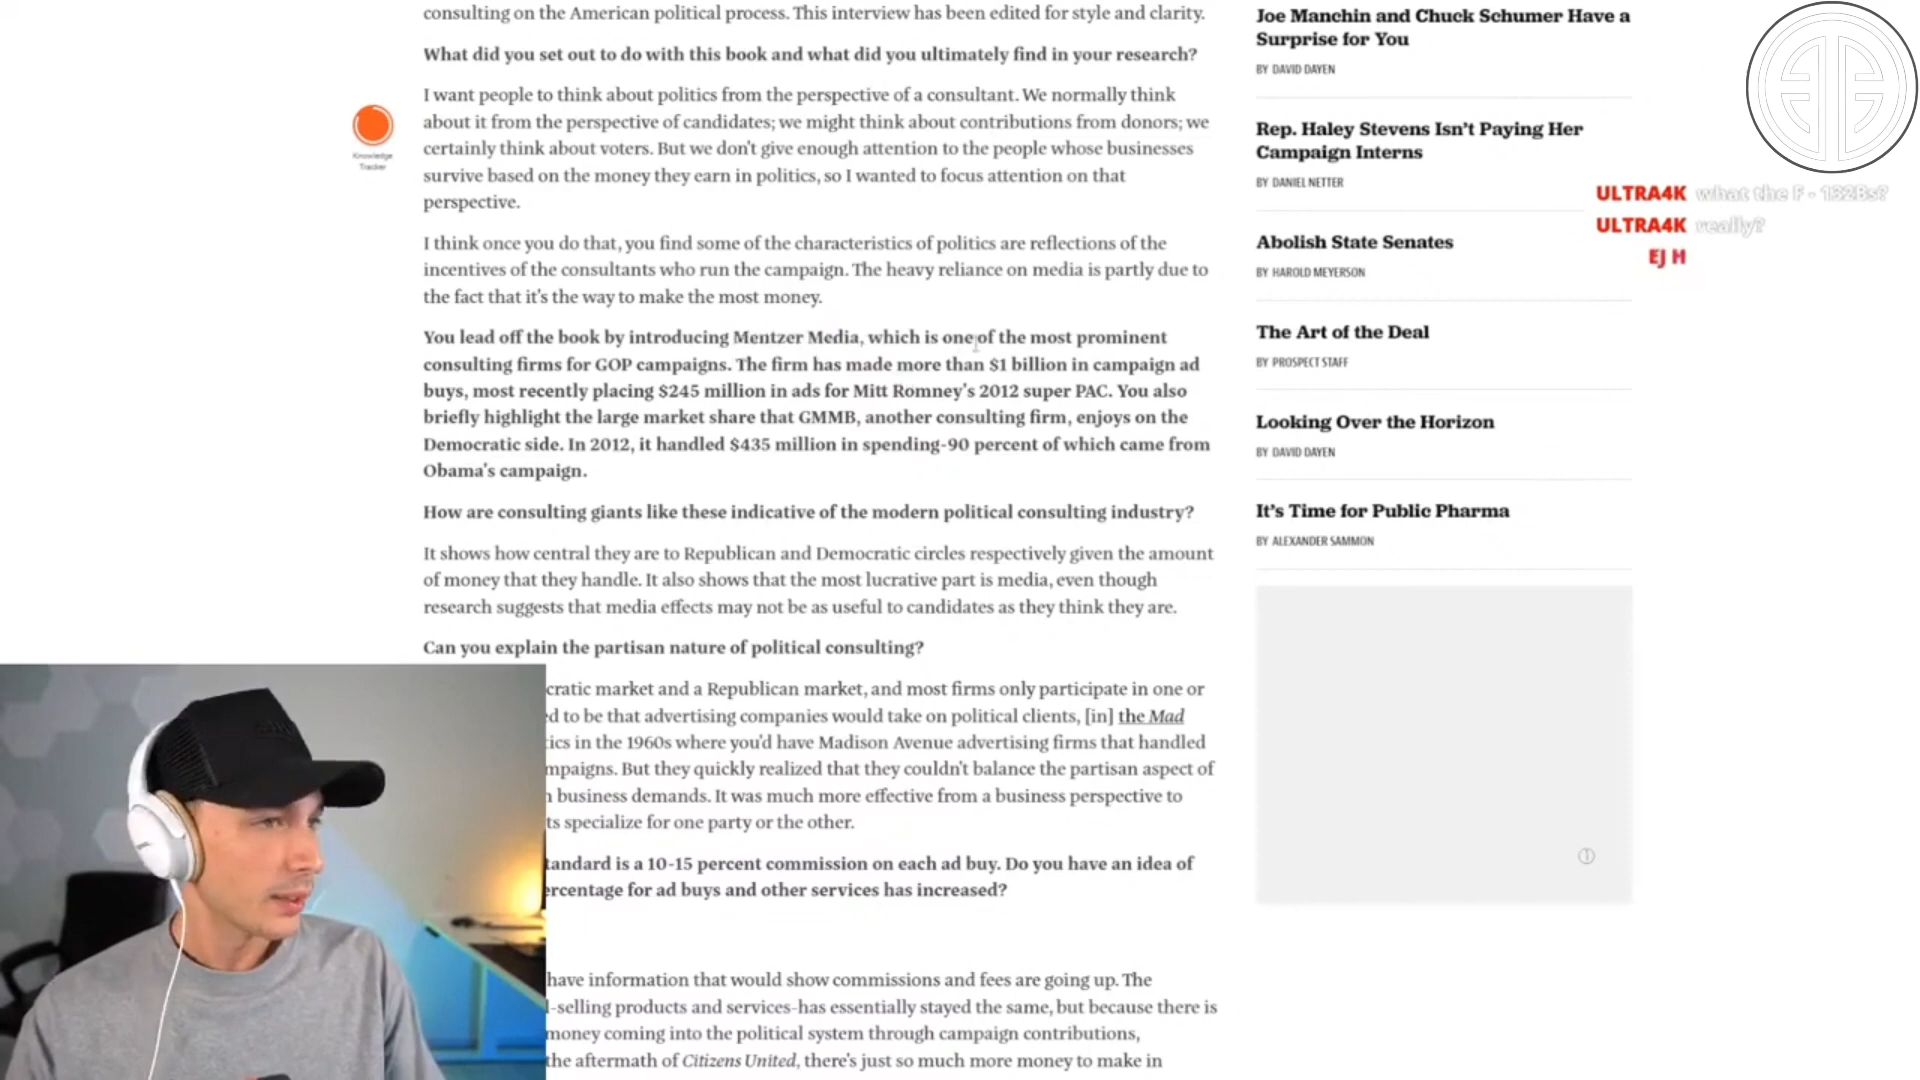 consulting on the American political process. This interview has been edited for style and clarity.
What did you set out to do with this book and what did you ultimately find in your research?
I want people to think about politics from the perspective of a consultant. We normally think
about it from the perspective of candidates; we might think about contributions from donors; we
certainly think about voters. But we don't give enough attention to the people whose businesses
survive based on the money they earn in politics, so I wanted to focus attention on that
perspective.
Knowledge
Tracker
I think once you do that, you find some of the characteristics of politics are reflections of the
incentives of the consultants who run the campaign. The heavy reliance on media is partly due to
the fact that it's the way to make the most money.
You lead off the book by introducing Mentzer Media, which is one of the most prominent
consulting firms for GOP campaigns. The firm has made more than $1 billion in campaign ad
buys, most recently placing $245 million in ads for Mitt Romney's 2012 super PAC. You also
briefly highlight the large market share that GMMB, another consulting firm, enjoys on the
Democratic side. In 2012, it handled $435 million in spending-90 percent of which came from
Obama's campaign.
How are consulting giants like these indicative of the modern political consulting industry?
It shows how central they are to Republican and Democratic circles respectively given the amount
of money that they handle. It also shows that the most lucrative part is media, even though
research suggests that media effects may not be as useful to candidates as they think they are.
Can you explain the partisan nature of political consulting?
cratic market and a Republican market, and most firms only participate in one or
d to be that advertising companies would take on political clients, [in] the Mad
tics in the 1960s where you'd have Madison Avenue advertising firms that handled
mpaigns. But they quickly realized that they couldn't balance the partisan aspect of
business demands. It was much more effective from a business perspective to
ts specialize for one party or the other.
tandard is a 10-15 percent commission on each ad buy. Do you have an idea of
ercentage for ad buys and other services has increased?
have information that would show commissions and fees are going up. The
-selling products and services-has essentially stayed the same, but because there is
money coming into the political system through campaign contributions,
the aftermath of Citizens United, there's just so much more money to make in
Joe Manchin and Chuck Schumer Have a
Surprise for You
BY DAVID DAYEN
Rep. Haley Stevens Isn't Paying Her
Campaign Interns
BY DANIEL NETTER
Abolish State Senates
BY HAROLD MEYERSON
The Art of the Deal
BY PROSPECT STAFF
Looking Over the Horizon
BY DAVID DAYEN
It's Time for Public Pharma
BY ALEXANDER SAMMON
ULTRA4K what the F - 132Bs?
ULTRA4K really?
EJ H